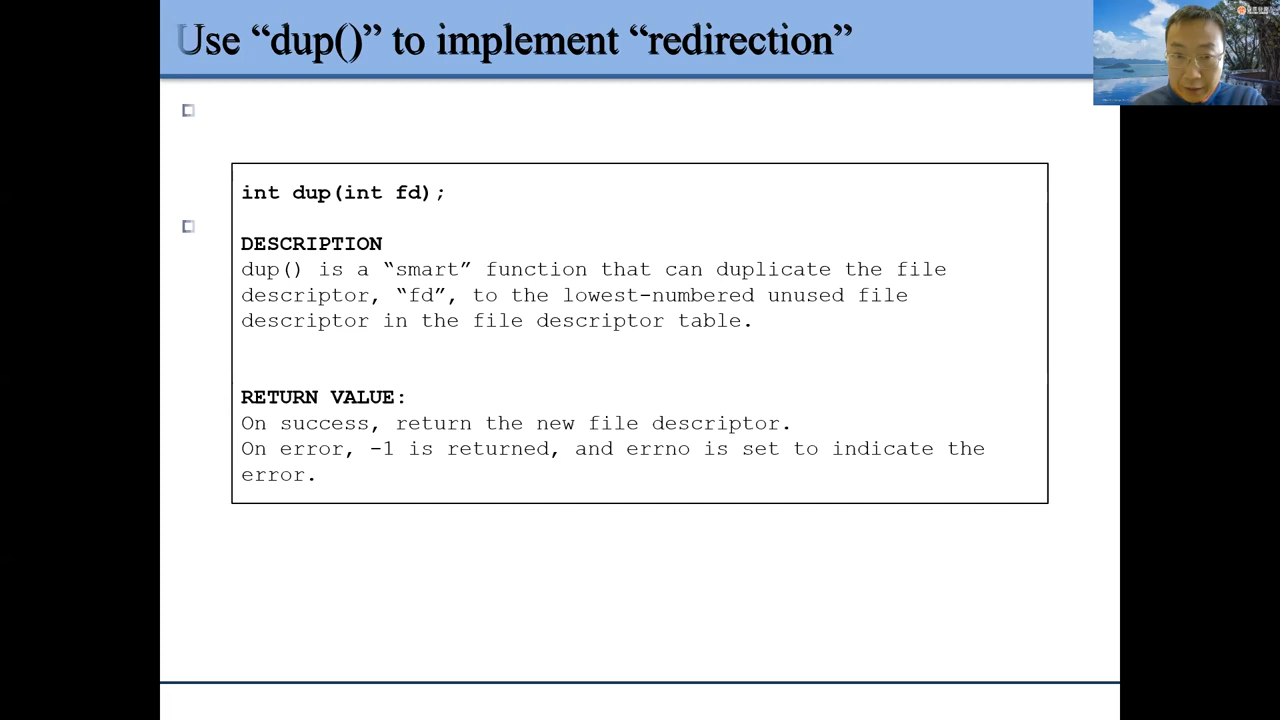 Use “dup()” to implement “redirection”
int dup(int fd);
DESCRIPTION
dup() is a “smart” function that can duplicate the file
descriptor, “fd”, to the lowest-numbered unused file
descriptor in the file descriptor table.
RETURN VALUE:
On success, return the new file descriptor.
On error, -1 is returned, and errno is set to indicate the
error.